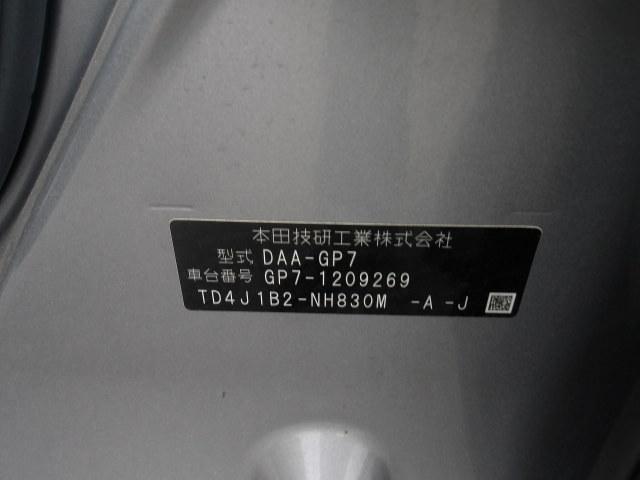 本田技研工業株式会社
型式 DAA-GP7
車台番号 GP7-1209269
TD4J1B2-NH830M -A -J